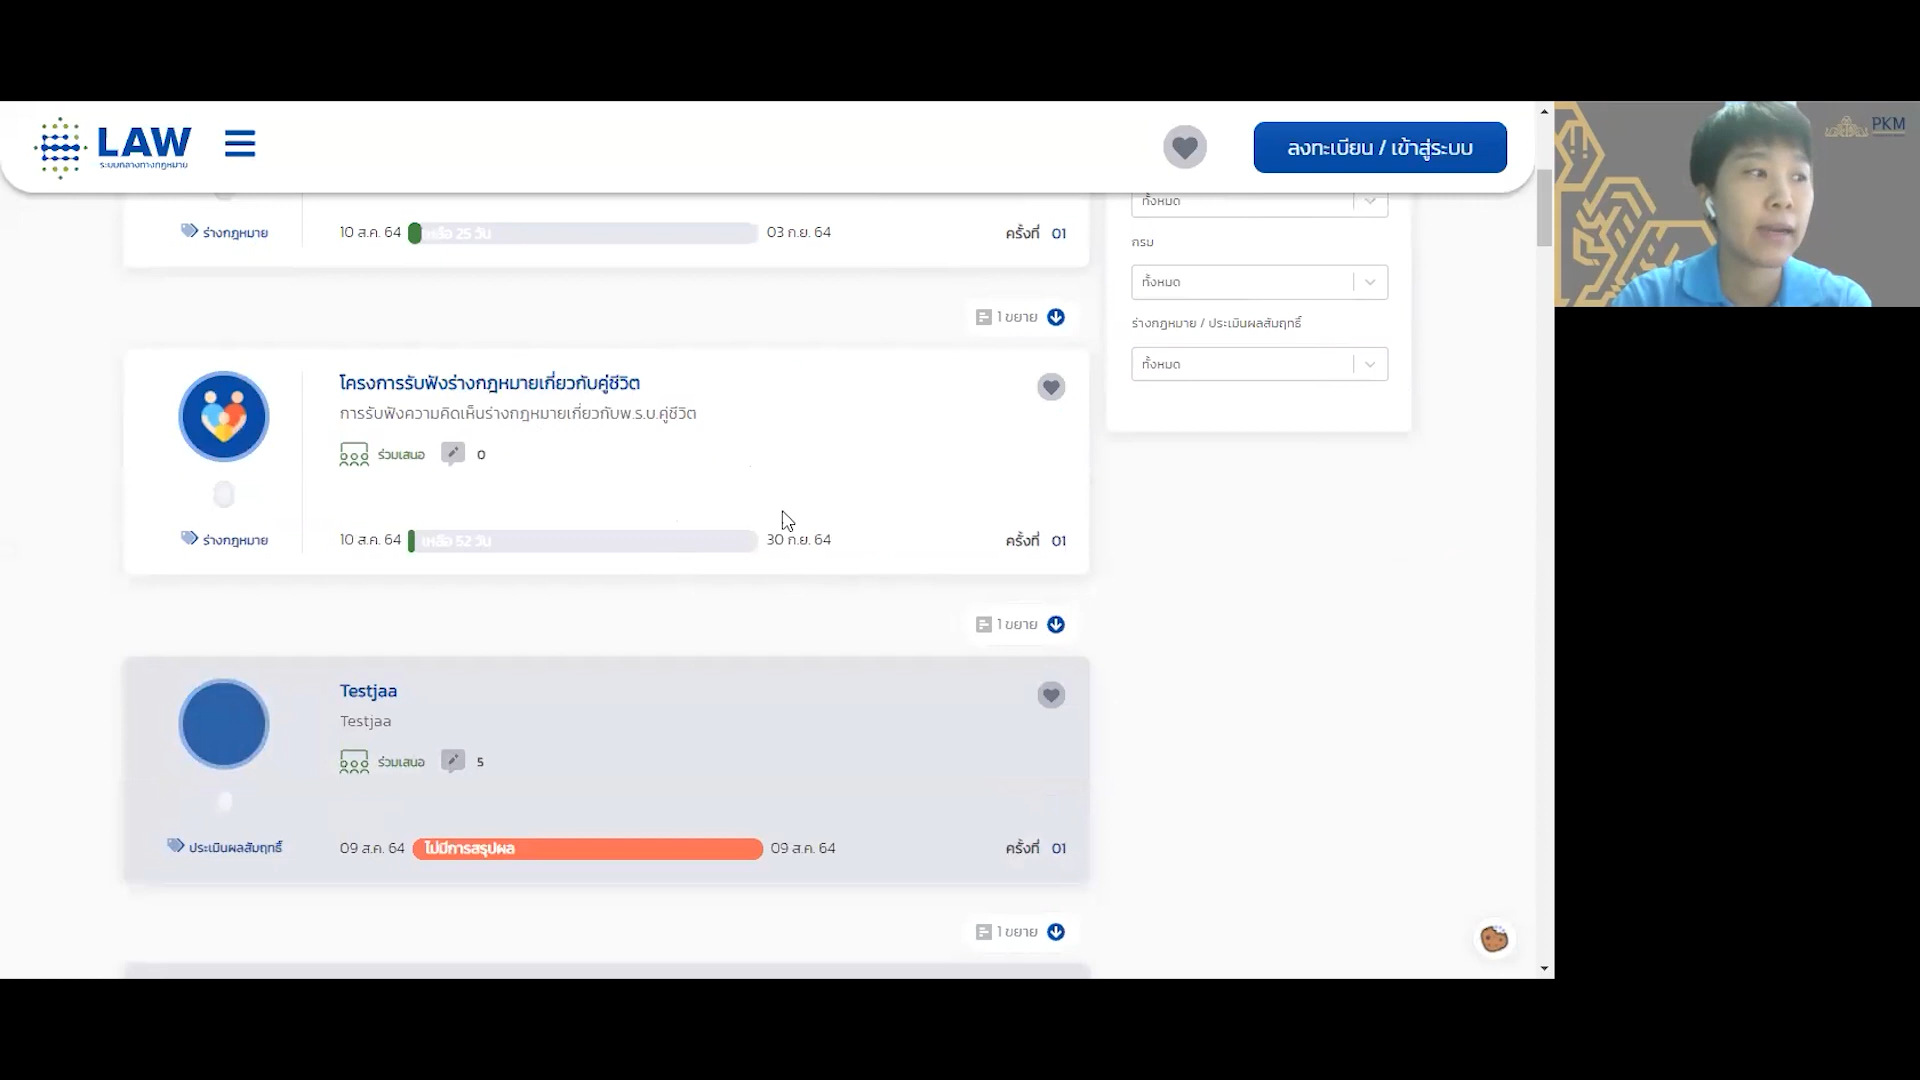 LAW
ระบบกลางทางกฎหมาย
ลงทะเบียน / เข้าสู่ระบบ
PKM
ร่างกฎหมาย
10 ส.ค. 64
เหลือ 25 วัน
03 ก.ย. 64
ครั้งที่ 01
ทั้งหมด
กรม
ทั้งหมด
ร่างกฎหมาย / ประเมินผลสัมฤทธิ์
ทั้งหมด
1 ขยาย
โครงการรับฟังร่างกฎหมายเกี่ยวกับคู่ชีวิต
การรับฟังความคิดเห็นร่างกฎหมายเกี่ยวกับพ.ร.บ.คู่ชีวิต
ร่วมเสนอ 0
ร่างกฎหมาย
10 ส.ค. 64
เหลือ 52 วัน
30 ก.ย. 64
ครั้งที่ 01
1 ขยาย
Testjaa
Testjaa
ร่วมเสนอ 5
ประเมินผลสัมฤทธิ์
09 ส.ค. 64
ไม่มีการสรุปผล
09 ส.ค. 64
ครั้งที่ 01
1 ขยาย